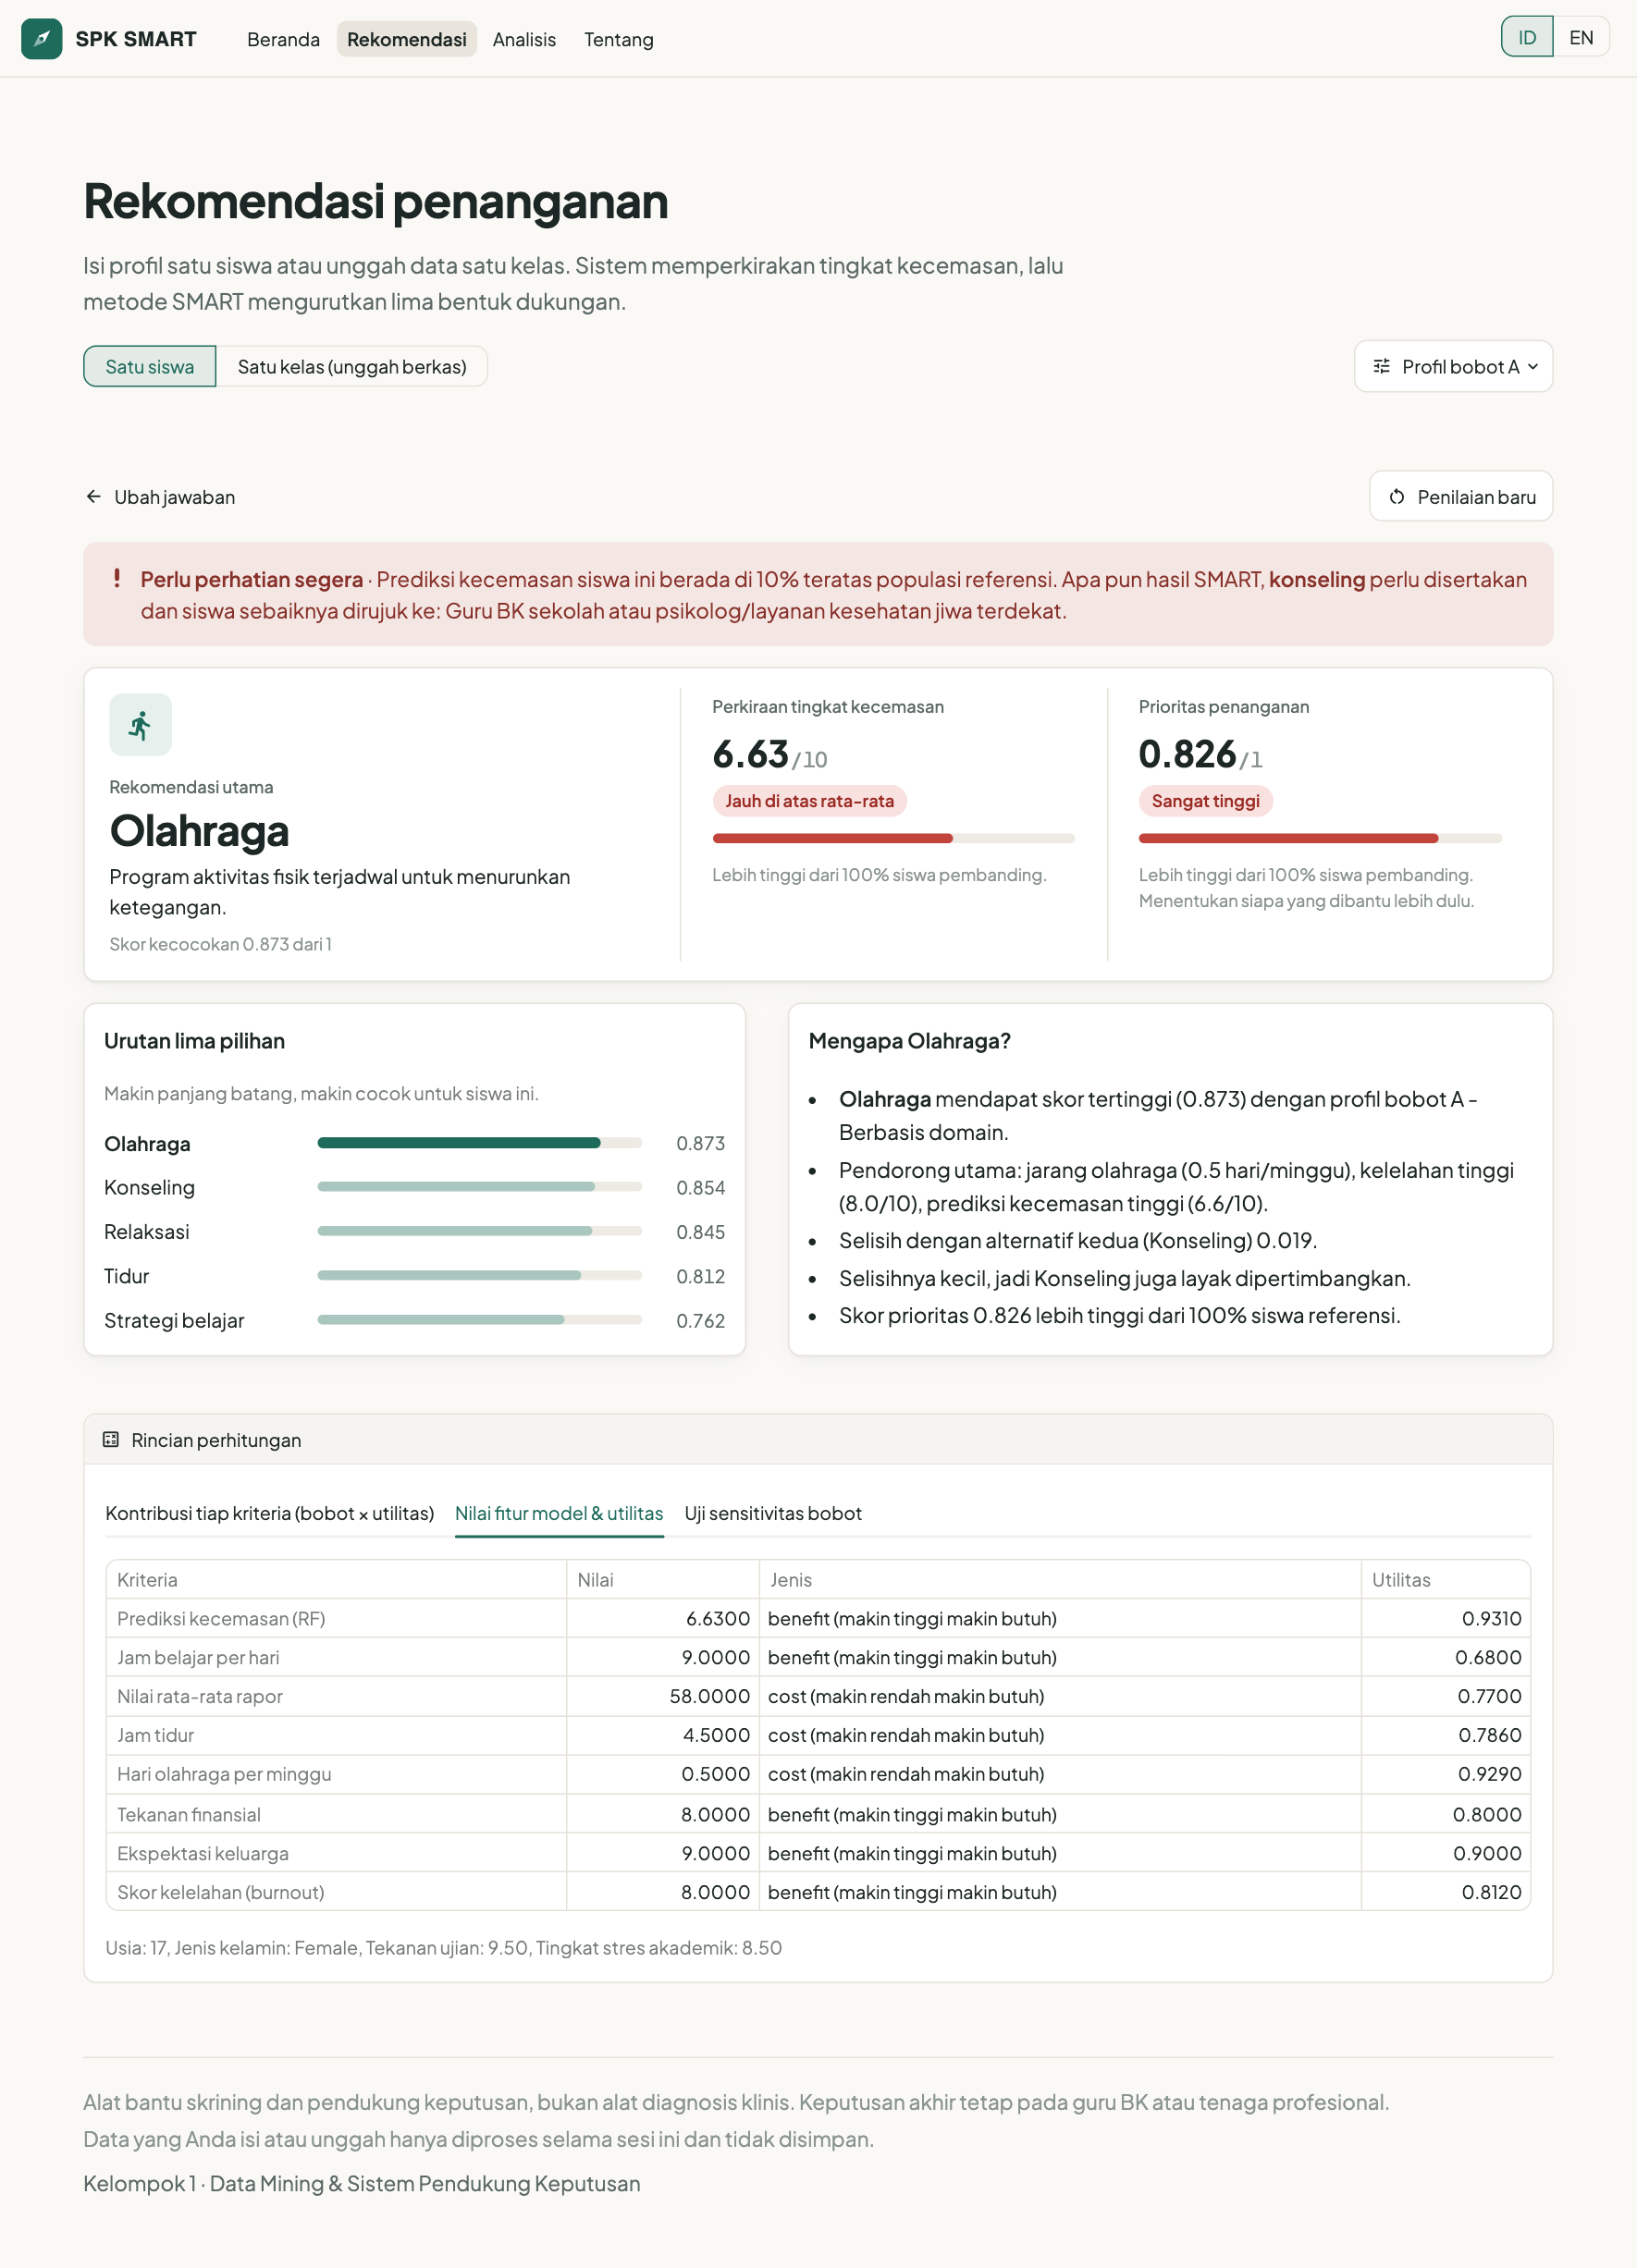 SPK SMART
Beranda
Rekomendasi
Analisis
Tentang
ID
EN
Rekomendasi penanganan
Isi profil satu siswa atau unggah data satu kelas. Sistem memperkirakan tingkat kecemasan, lalu
metode SMART mengurutkan lima bentuk dukungan.
Satu siswa
Satu kelas (unggah berkas)
Profil bobot A
Ubah jawaban
Penilaian baru
Perlu perhatian segera · Prediksi kecemasan siswa ini berada di 10% teratas populasi referensi. Apa pun hasil SMART, konseling perlu disertakan
dan siswa sebaiknya dirujuk ke: Guru BK sekolah atau psikolog/layanan kesehatan jiwa terdekat.
Rekomendasi utama
Olahraga
Program aktivitas fisik terjadwal untuk menurunkan
ketegangan.
Skor kecocokan 0.873 dari 1
Perkiraan tingkat kecemasan
6.63/10
Jauh di atas rata-rata
Lebih tinggi dari 100% siswa pembanding.
Prioritas penanganan
0.826/1
Sangat tinggi
Lebih tinggi dari 100% siswa pembanding.
Menentukan siapa yang dibantu lebih dulu.
Urutan lima pilihan
Makin panjang batang, makin cocok untuk siswa ini.
Olahraga 0.873
Konseling 0.854
Relaksasi 0.845
Tidur 0.812
Strategi belajar 0.762
Mengapa Olahraga?
• Olahraga mendapat skor tertinggi (0.873) dengan profil bobot A -
Berbasis domain.
• Pendorong utama: jarang olahraga (0.5 hari/minggu), kelelahan tinggi
(8.0/10), prediksi kecemasan tinggi (6.6/10).
• Selisih dengan alternatif kedua (Konseling) 0.019.
• Selisihnya kecil, jadi Konseling juga layak dipertimbangkan.
• Skor prioritas 0.826 lebih tinggi dari 100% siswa referensi.
Rincian perhitungan
Kontribusi tiap kriteria (bobot × utilitas)
Nilai fitur model & utilitas
Uji sensitivitas bobot
Kriteria Nilai Jenis Utilitas
Prediksi kecemasan (RF) 6.6300 benefit (makin tinggi makin butuh) 0.9310
Jam belajar per hari 9.0000 benefit (makin tinggi makin butuh) 0.6800
Nilai rata-rata rapor 58.0000 cost (makin rendah makin butuh) 0.7700
Jam tidur 4.5000 cost (makin rendah makin butuh) 0.7860
Hari olahraga per minggu 0.5000 cost (makin rendah makin butuh) 0.9290
Tekanan finansial 8.0000 benefit (makin tinggi makin butuh) 0.8000
Ekspektasi keluarga 9.0000 benefit (makin tinggi makin butuh) 0.9000
Skor kelelahan (burnout) 8.0000 benefit (makin tinggi makin butuh) 0.8120
Usia: 17, Jenis kelamin: Female, Tekanan ujian: 9.50, Tingkat stres akademik: 8.50
Alat bantu skrining dan pendukung keputusan, bukan alat diagnosis klinis. Keputusan akhir tetap pada guru BK atau tenaga profesional.
Data yang Anda isi atau unggah hanya diproses selama sesi ini dan tidak disimpan.
Kelompok 1 · Data Mining & Sistem Pendukung Keputusan